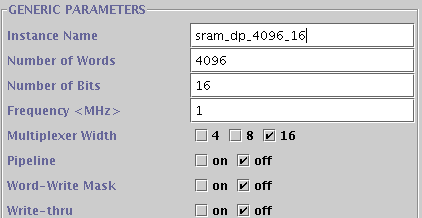 GENERIC PARAMETERS
Instance Name sram_dp_4096_16
Number of Words 4096
Number of Bits 16
Frequency <MHz> 1
Multiplexer Width 4 8 16
Pipeline on off
Word-Write Mask on off
Write-thru on off